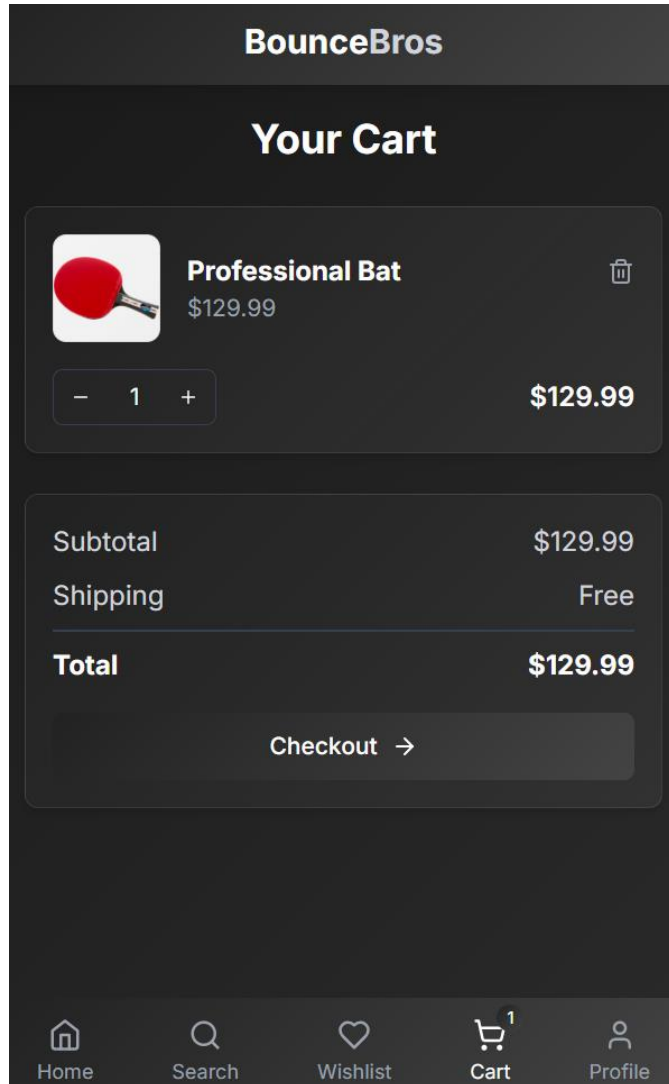 BounceBros
Your Cart
Professional Bat
$129.99
− 1 +
$129.99
Subtotal $129.99
Shipping Free
Total $129.99
Checkout →
1
Home Search Wishlist Cart Profile